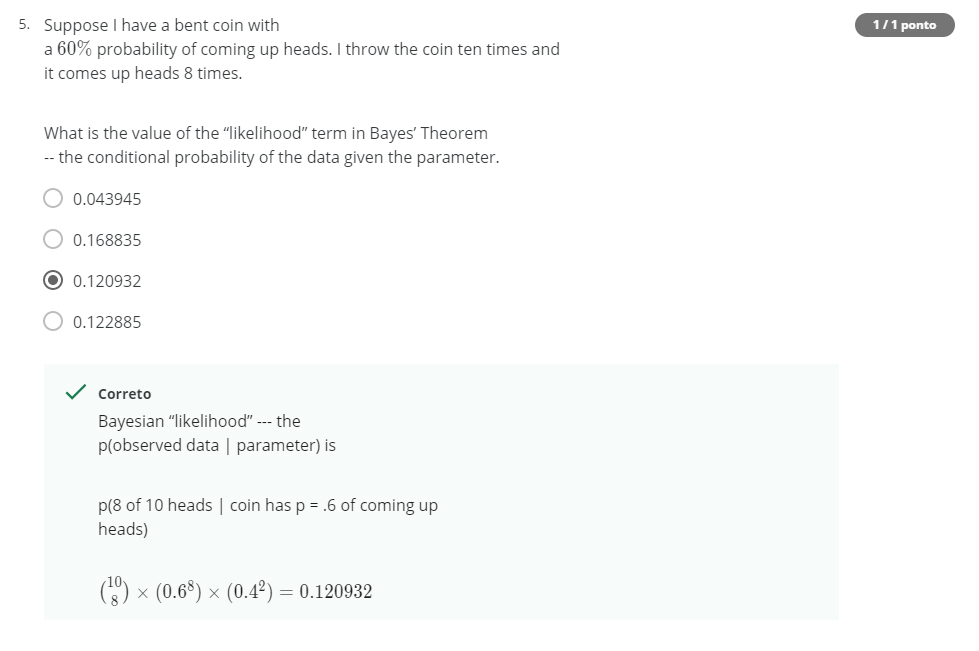 5. Suppose I have a bent coin with
1 / 1 ponto
a 60% probability of coming up heads. I throw the coin ten times and
it comes up heads 8 times.
What is the value of the “likelihood” term in Bayes’ Theorem
-- the conditional probability of the data given the parameter.
0.043945
0.168835
0.120932
0.122885
Correto
Bayesian “likelihood” --- the
p(observed data | parameter) is
p(8 of 10 heads | coin has p = .6 of coming up
heads)
(10 8) × (0.6⁸) × (0.4²) = 0.120932